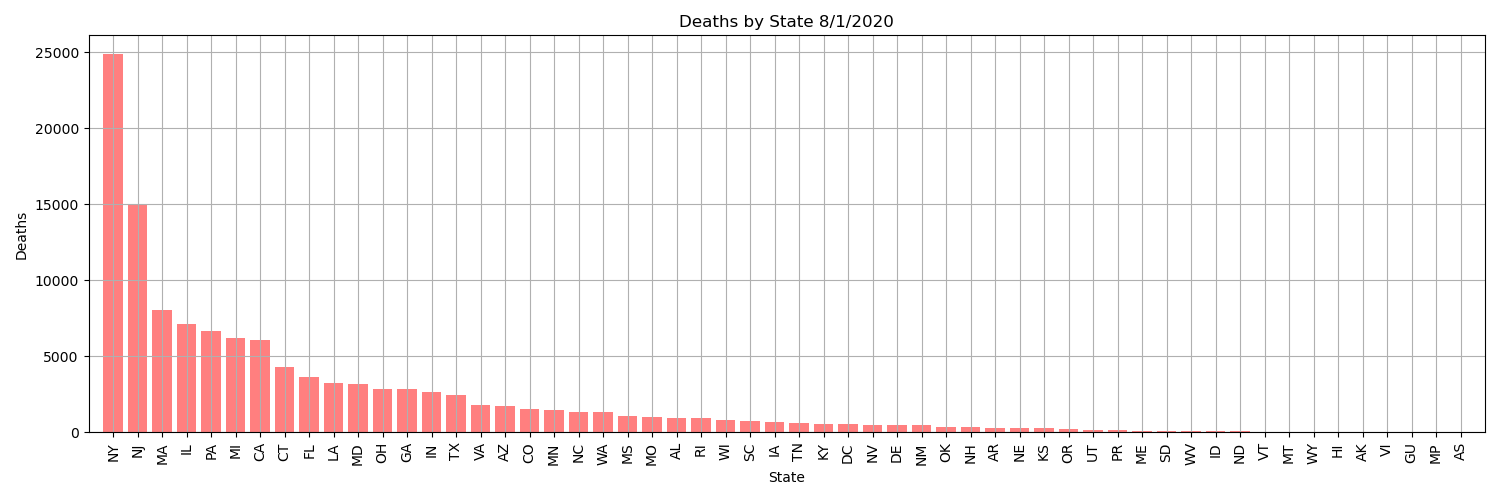 Deaths by State 8/1/2020
25000
20000
15000
10000
5000
0
Deaths
NY NJ MA IL PA MI CA CT FL LA MD OH GA IN TX VA AZ CO MN NC WA MS MO AL RI WI SC IA TN KY DC NV DE NM OK NH AR NE KS OR UT PR ME SD WV ID ND VT MT WY HI AK VI GU MP AS
State